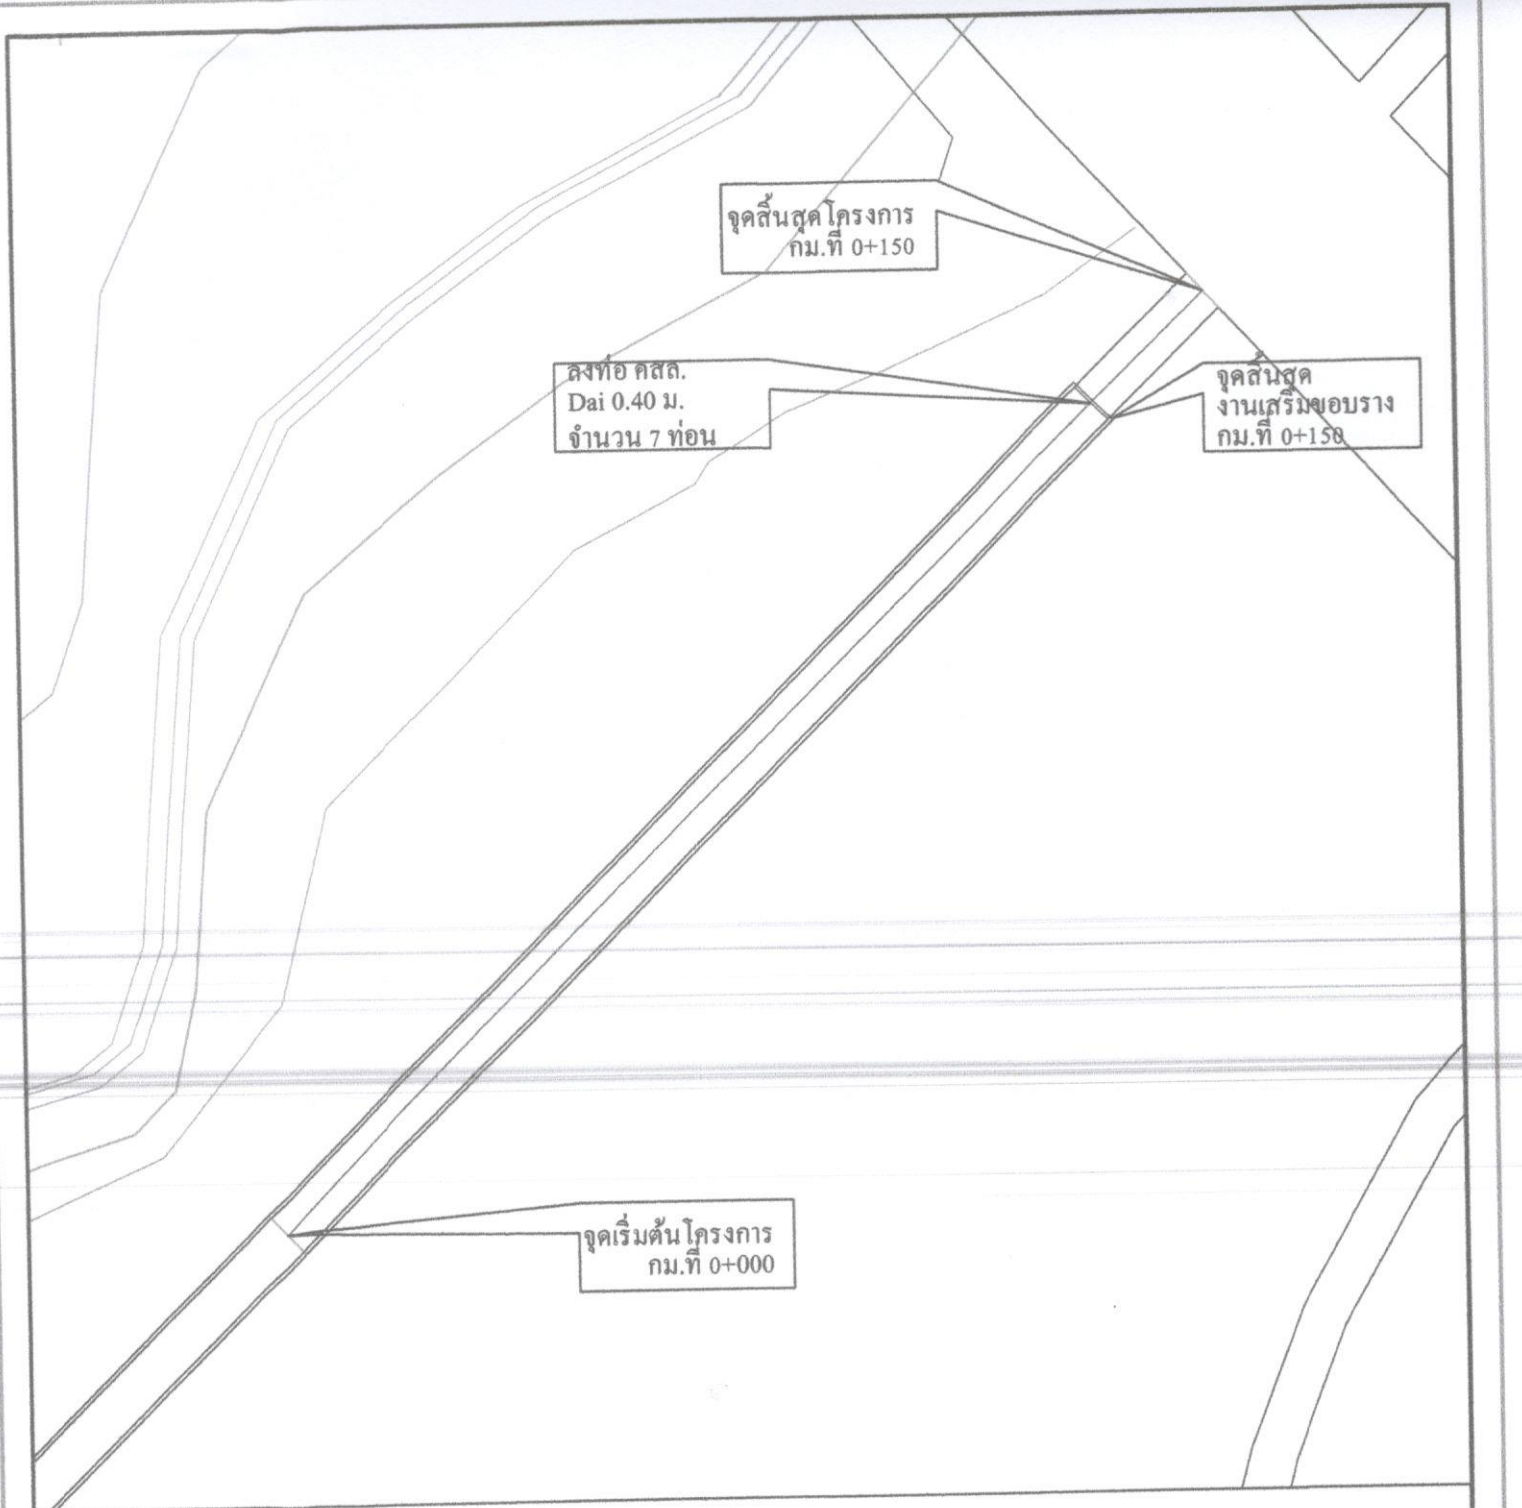 จุดสิ้นสุดโครงการ
กม.ที่ 0+150
ลงท่อ คสล.
Dai 0.40 ม.
จำนวน 7 ท่อน
จุดสิ้นสุด
งานเสริมขอบราง
กม.ที่ 0+150
จุดเริ่มต้นโครงการ
กม.ที่ 0+000